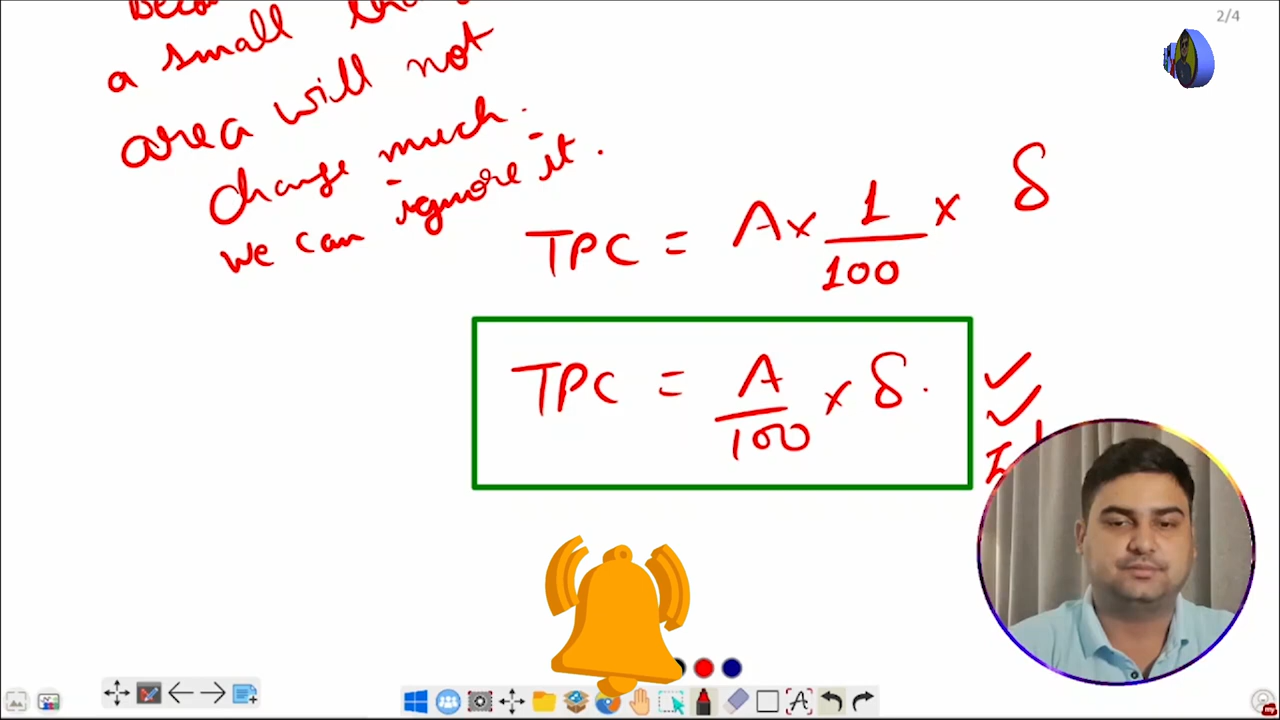 2/4
a small
area will not
change much.
we can ignore it.
TPC = A × 1/100 × δ
TPC = A/100 × δ.